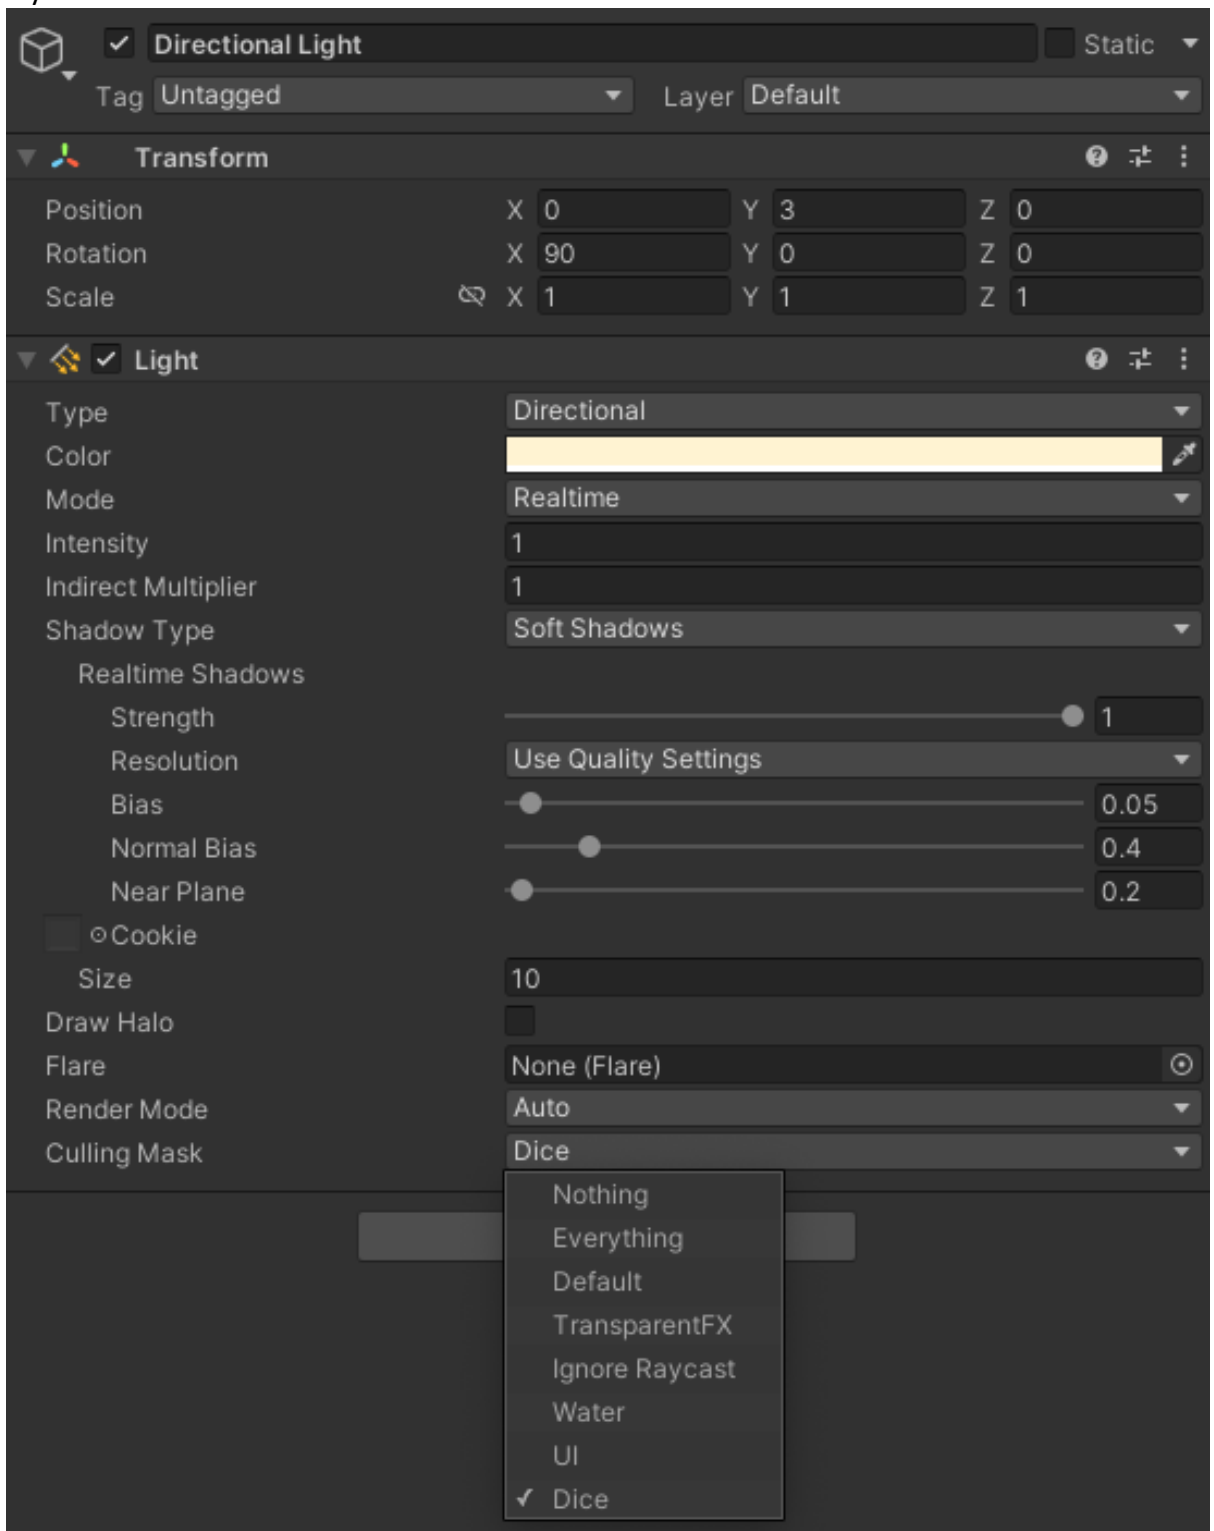 Directional Light Static
Tag Untagged Layer Default
Transform
Position X 0 Y 3 Z 0
Rotation X 90 Y 0 Z 0
Scale X 1 Y 1 Z 1
Light
Type Directional
Color
Mode Realtime
Intensity 1
Indirect Multiplier 1
Shadow Type Soft Shadows
Realtime Shadows
Strength 1
Resolution Use Quality Settings
Bias 0.05
Normal Bias 0.4
Near Plane 0.2
Cookie
Size 10
Draw Halo
Flare None (Flare)
Render Mode Auto
Culling Mask Dice
Nothing
Everything
Default
TransparentFX
Ignore Raycast
Water
UI
Dice